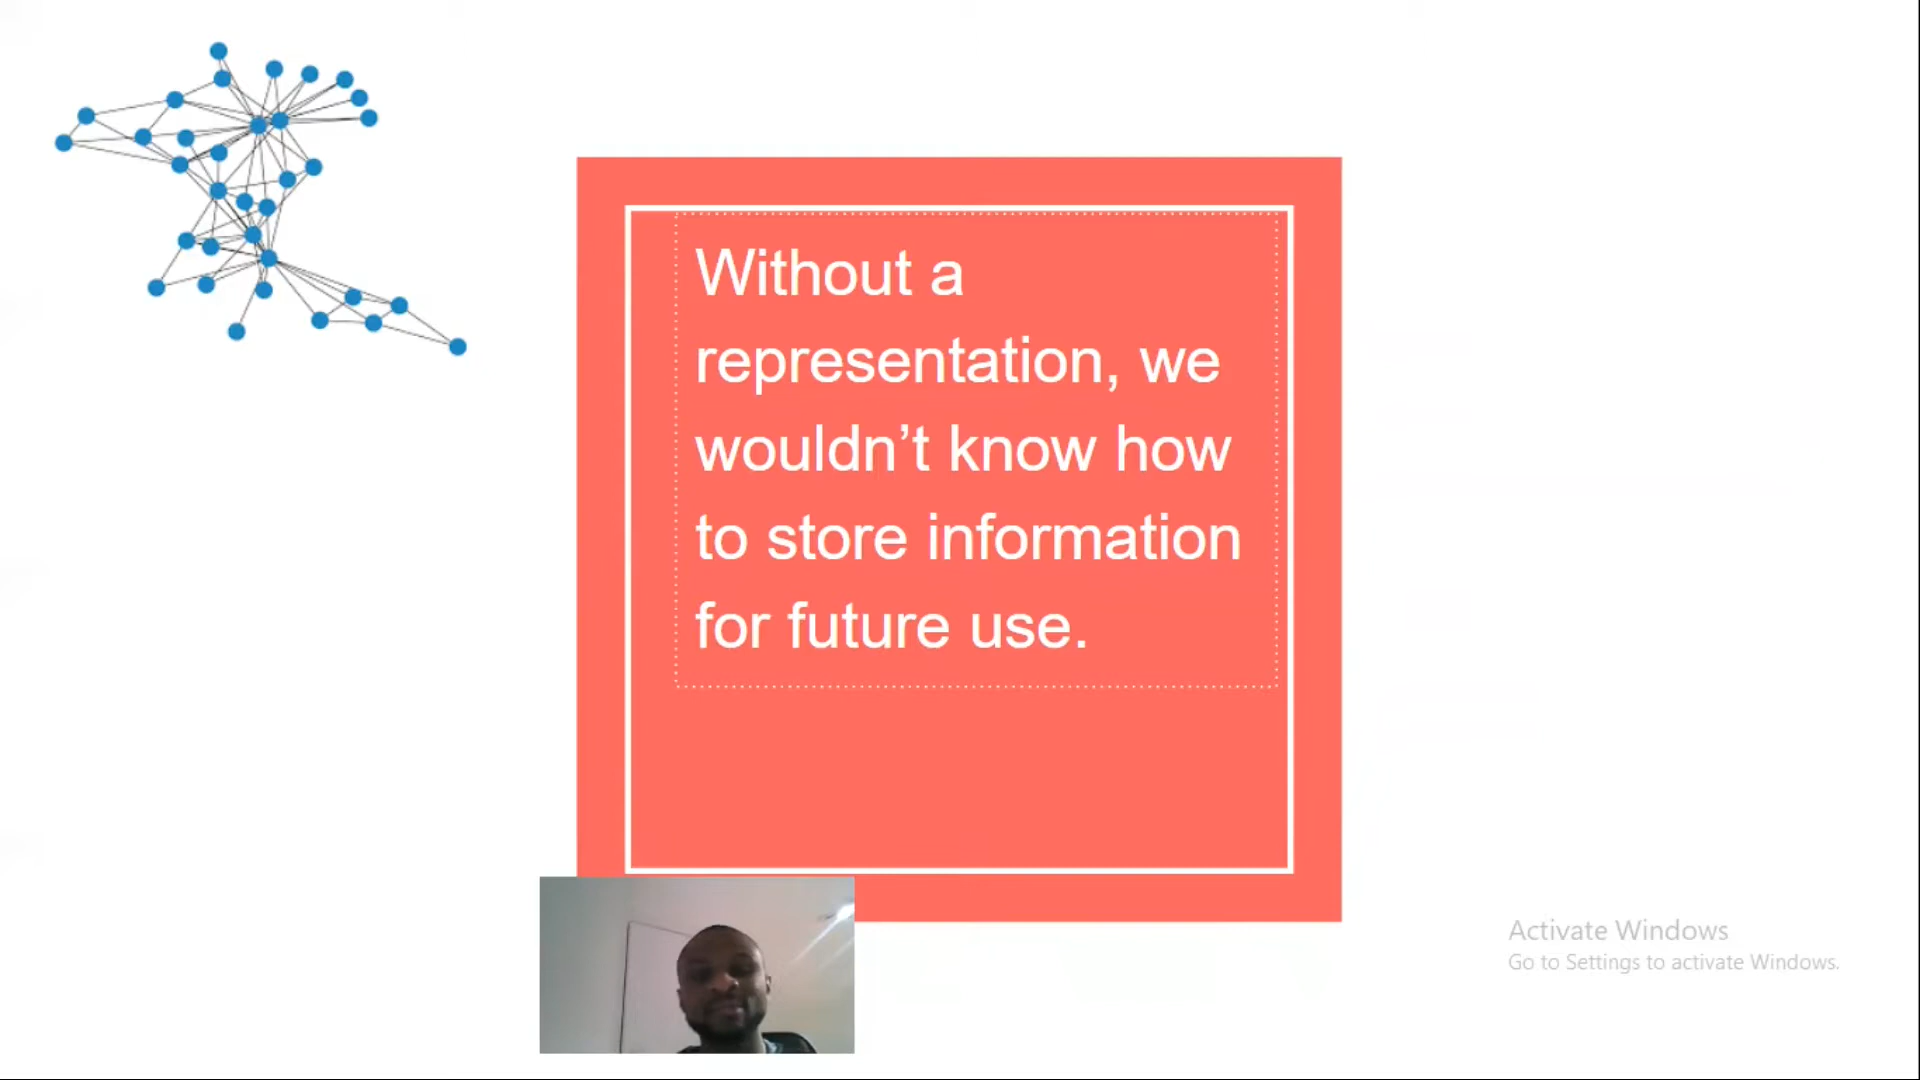 Without a
representation, we
wouldn’t know how
to store information
for future use.
Activate Windows
Go to Settings to activate Windows.